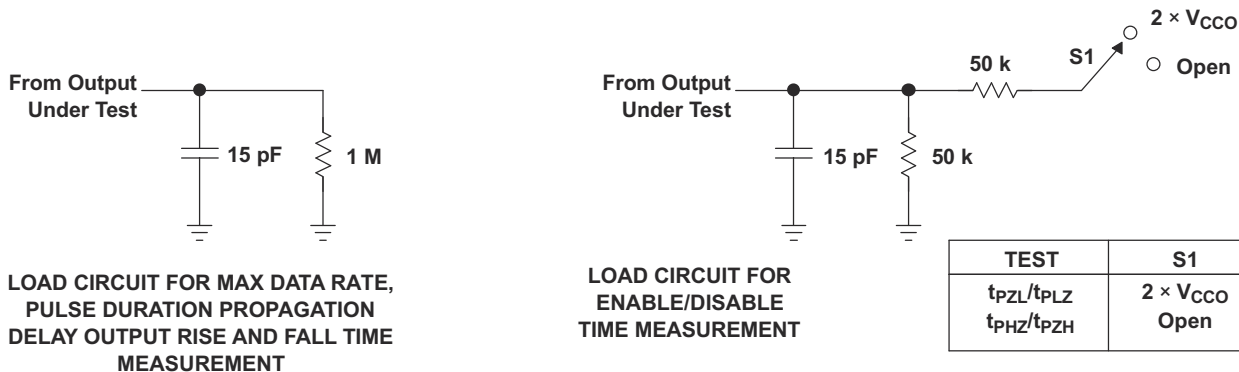 From Output
Under Test
15 pF
1 M
LOAD CIRCUIT FOR MAX DATA RATE,
PULSE DURATION PROPAGATION
DELAY OUTPUT RISE AND FALL TIME
MEASUREMENT
From Output
Under Test
15 pF
50 k
50 k
S1
2 × VCCO
Open
LOAD CIRCUIT FOR
ENABLE/DISABLE
TIME MEASUREMENT
TEST S1
tPZL/tPLZ 2 × VCCO
tPHZ/tPZH Open